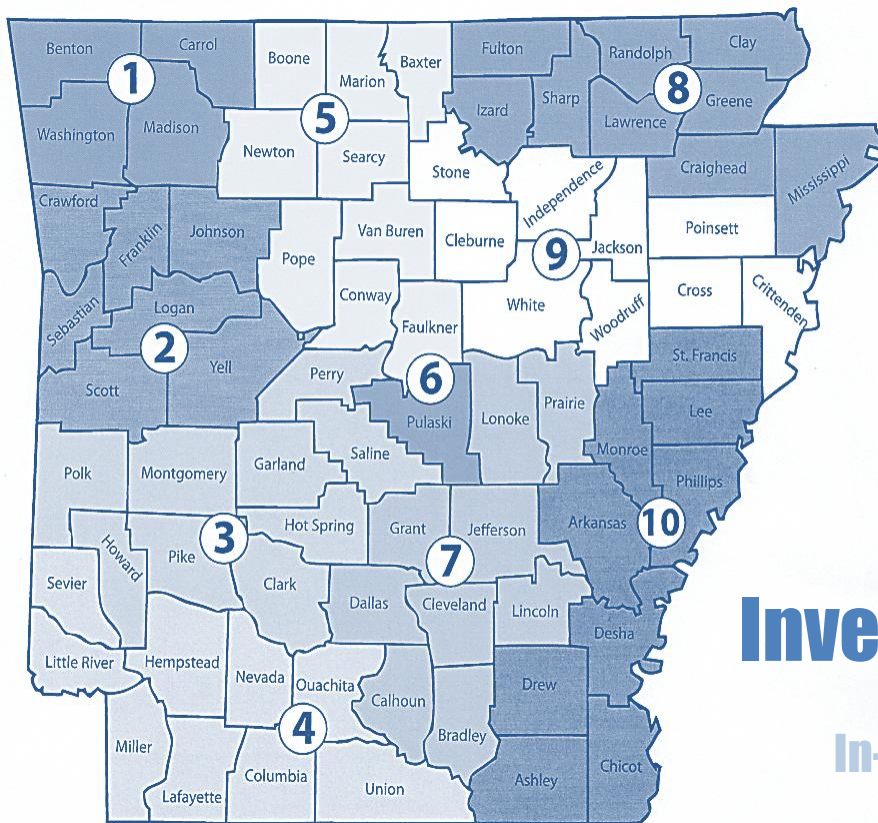 Benton
Carrol
Boone
Marion
Baxter
Fulton
Randolph
Clay
1
5
8
Washington
Madison
Newton
Searcy
Stone
Izard
Sharp
Lawrence
Greene
Craighead
Mississippi
Crawford
Franklin
Johnson
Pope
Van Buren
Cleburne
Independence
Jackson
Poinsett
9
Sebastian
Logan
Conway
Faulkner
White
Woodruff
Cross
Crittenden
2
Scott
Yell
Perry
6
Pulaski
Lonoke
Prairie
St. Francis
Lee
Monroe
Phillips
Polk
Montgomery
Garland
Saline
Hot Spring
Grant
Jefferson
Arkansas
10
3
7
Howard
Pike
Sevier
Clark
Dallas
Cleveland
Lincoln
Desha
Inve
Little River
Hempstead
Nevada
Ouachita
Calhoun
Bradley
Drew
4
Miller
Lafayette
Columbia
Union
Ashley
Chicot
In-